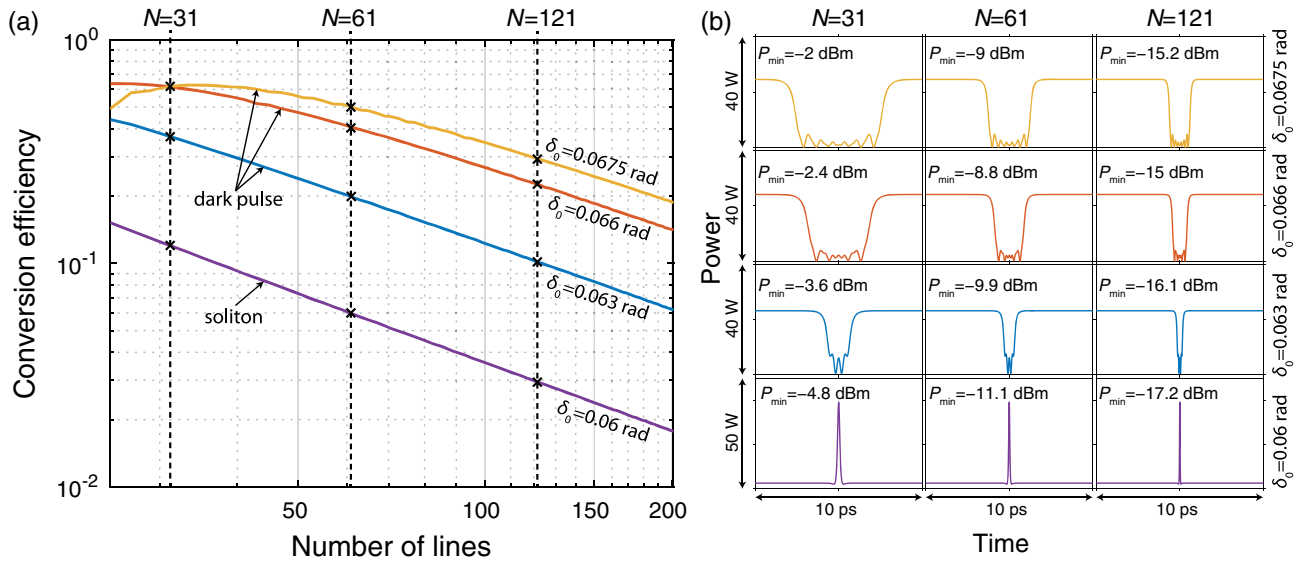 (a)
N=31 N=61 N=121
10⁰
10⁻¹
10⁻²
Conversion efficiency
dark pulse
soliton
δ₀=0.0675 rad
δ₀=0.066 rad
δ₀=0.063 rad
δ₀=0.06 rad
50 100 150 200
Number of lines
(b)
N=31 N=61 N=121
Power
40 W
Pmin=−2 dBm Pmin=−9 dBm Pmin=−15.2 dBm
δ₀=0.0675 rad
40 W
Pmin=−2.4 dBm Pmin=−8.8 dBm Pmin=−15 dBm
δ₀=0.066 rad
40 W
Pmin=−3.6 dBm Pmin=−9.9 dBm Pmin=−16.1 dBm
δ₀=0.063 rad
50 W
Pmin=−4.8 dBm Pmin=−11.1 dBm Pmin=−17.2 dBm
δ₀=0.06 rad
10 ps 10 ps 10 ps
Time